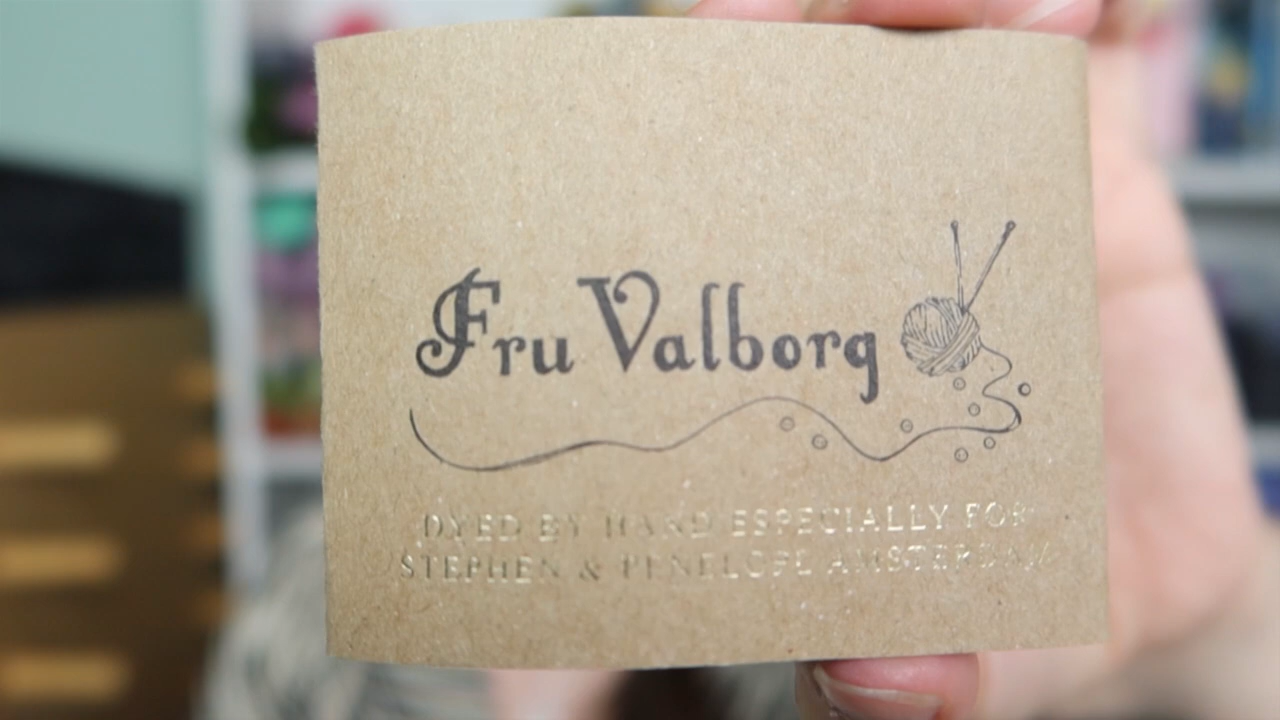 Fru Valborg
DYED BY HAND ESPECIALLY FOR
STEPHEN & PENELOPE AMSTERDAM